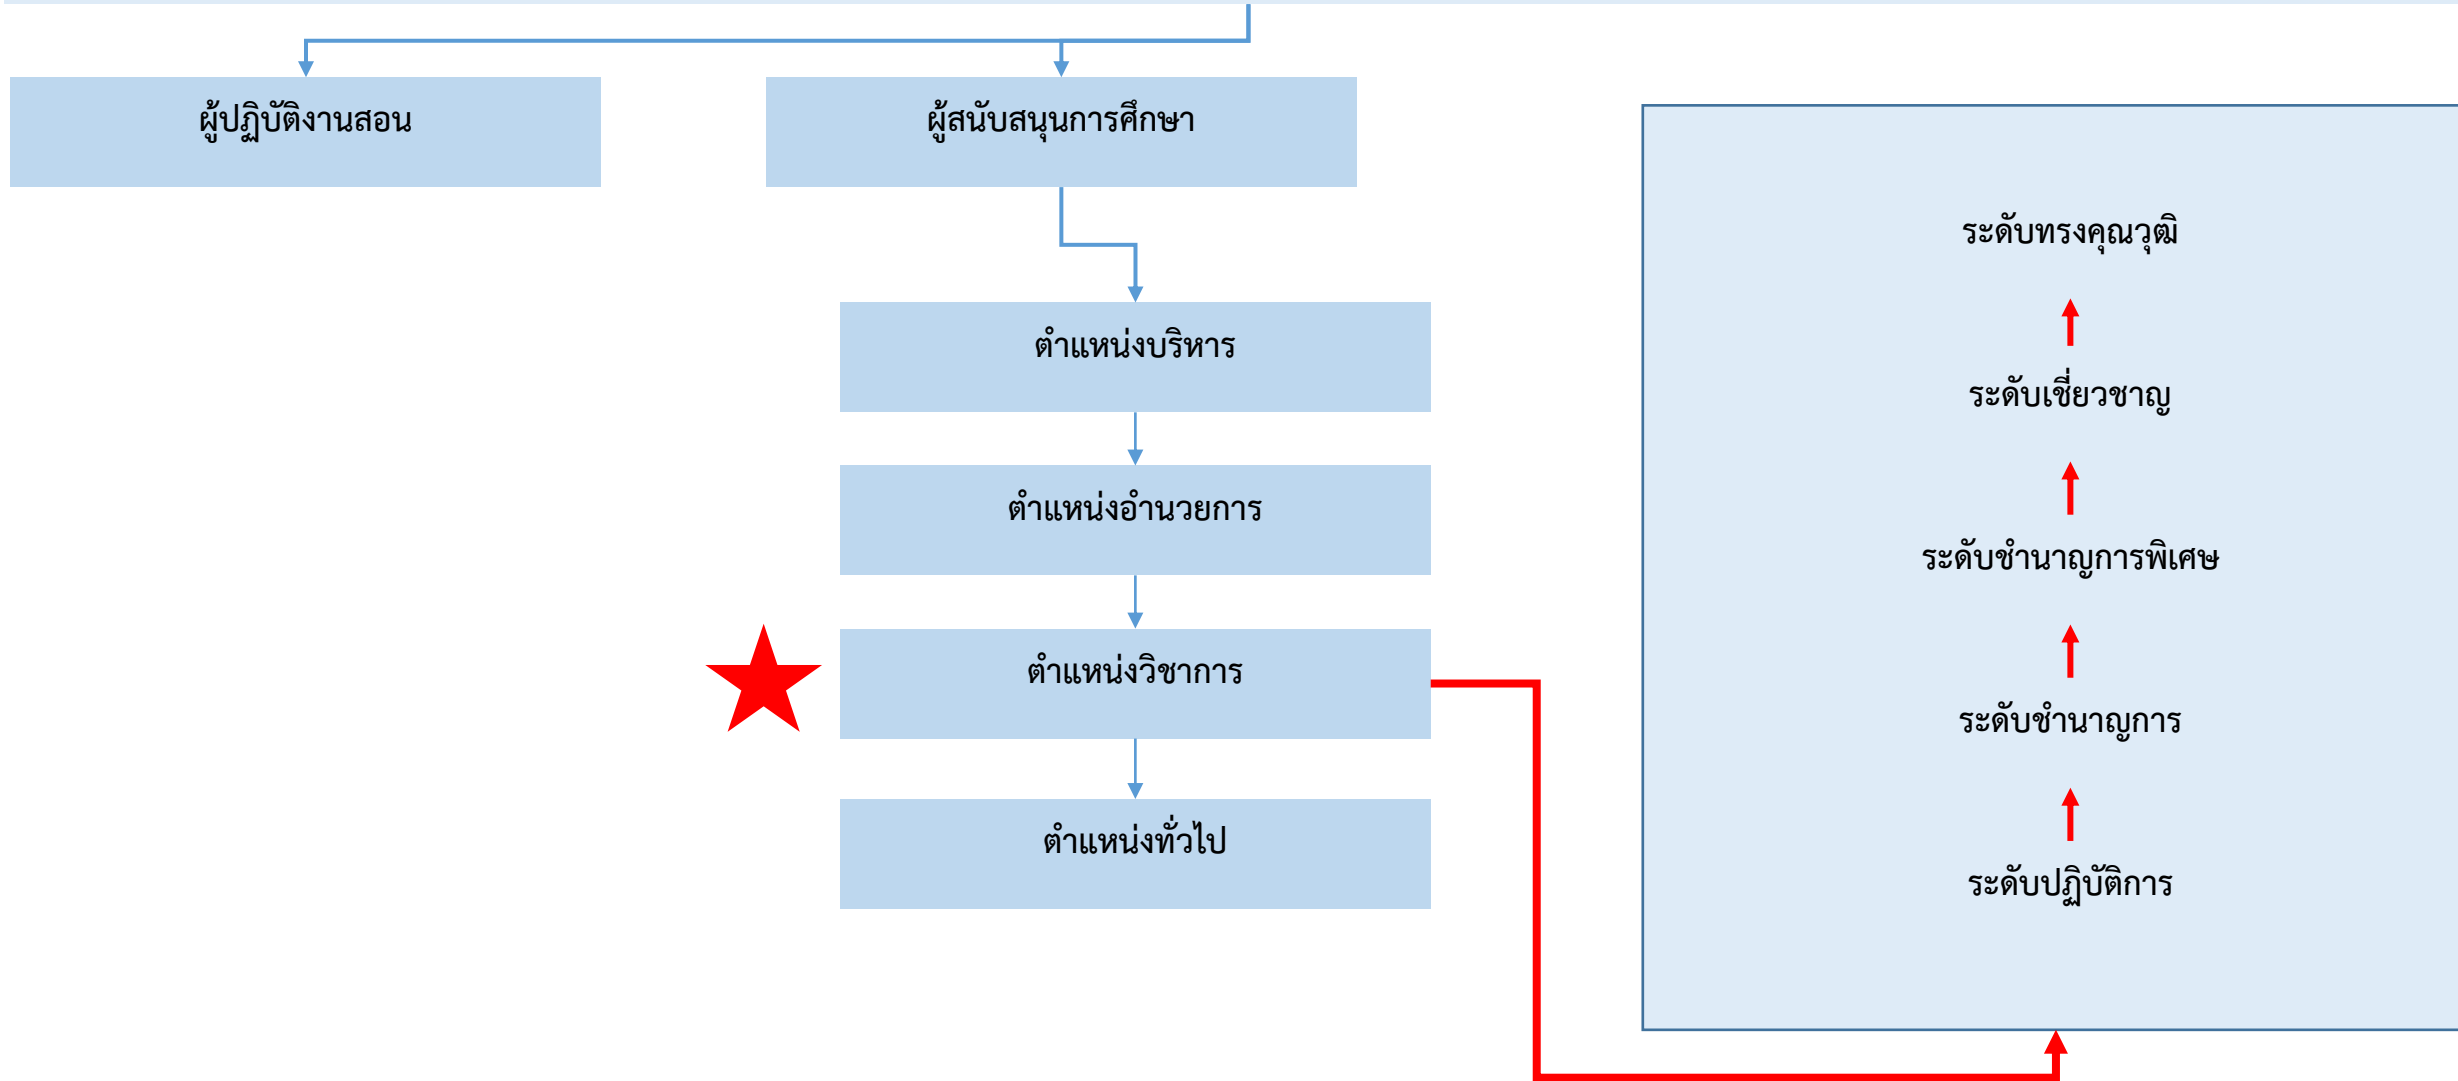 ผู้ปฏิบัติงานสอน
ผู้สนับสนุนการศึกษา
ตำแหน่งบริหาร
ตำแหน่งอำนวยการ
ตำแหน่งวิชาการ
ตำแหน่งทั่วไป
ระดับทรงคุณวุฒิ
ระดับเชี่ยวชาญ
ระดับชำนาญการพิเศษ
ระดับชำนาญการ
ระดับปฏิบัติการ